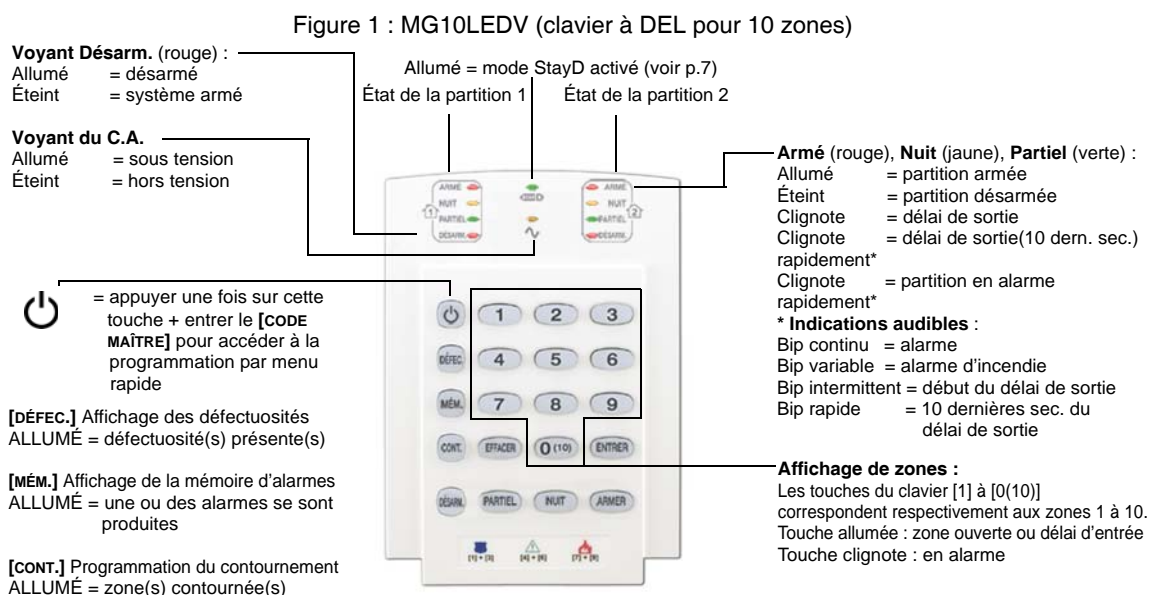 Figure 1 : MG10LEDV (clavier à DEL pour 10 zones)
Voyant Désarm. (rouge) :
Allumé = désarmé
Éteint = système armé
Voyant du C.A.
Allumé = sous tension
Éteint = hors tension
Allumé = mode StayD activé (voir p.7)
État de la partition 1
État de la partition 2
Armé (rouge), Nuit (jaune), Partiel (verte) :
Allumé = partition armée
Éteint = partition désarmée
Clignote = délai de sortie
Clignote = délai de sortie(10 dern. sec.)
rapidement*
Clignote = partition en alarme
rapidement*
* Indications audibles :
Bip continu = alarme
Bip variable = alarme d'incendie
Bip intermittent = début du délai de sortie
Bip rapide = 10 dernières sec. du
délai de sortie
Affichage de zones :
Les touches du clavier [1] à [0(10)]
correspondent respectivement aux zones 1 à 10.
Touche allumée : zone ouverte ou délai d'entrée
Touche clignote : en alarme
= appuyer une fois sur cette
touche + entrer le [CODE
MAÎTRE] pour accéder à la
programmation par menu
rapide
[DÉFEC.] Affichage des défectuosités
ALLUMÉ = défectuosité(s) présente(s)
[MÉM.] Affichage de la mémoire d'alarmes
ALLUMÉ = une ou des alarmes se sont
produites
[CONT.] Programmation du contournement
ALLUMÉ = zone(s) contournée(s)
ARMÉ
NUIT
PARTIEL
DÉSARM.
1
ARMÉ
NUIT
PARTIEL
DÉSARM.
2
1 2 3
DÉFEC. 4 5 6
MÉM. 7 8 9
CONT. EFFACER 0 (10) ENTRER
DÉSARM. PARTIEL NUIT ARMER
[1] + [3] [4] + [6] [7] + [9]